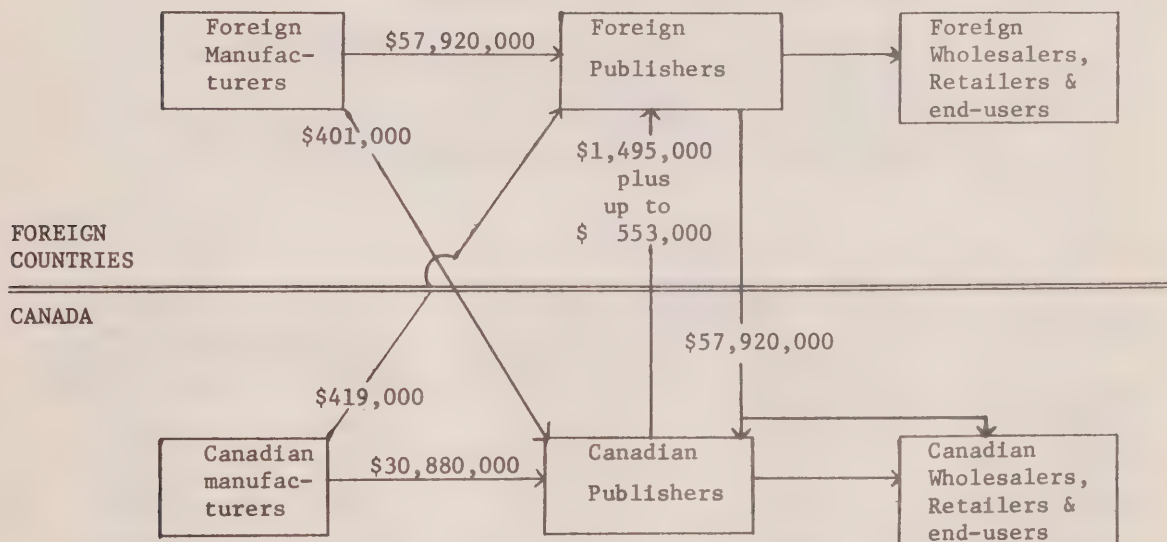 Foreign
Manufac-
turers
$57,920,000
Foreign
Publishers
Foreign
Wholesalers,
Retailers &
end-users
$401,000
$1,495,000
plus
up to
$ 553,000
FOREIGN
COUNTRIES
CANADA
$57,920,000
$419,000
Canadian
manufac-
turers
$30,880,000
Canadian
Publishers
Canadian
Wholesalers,
Retailers &
end-users